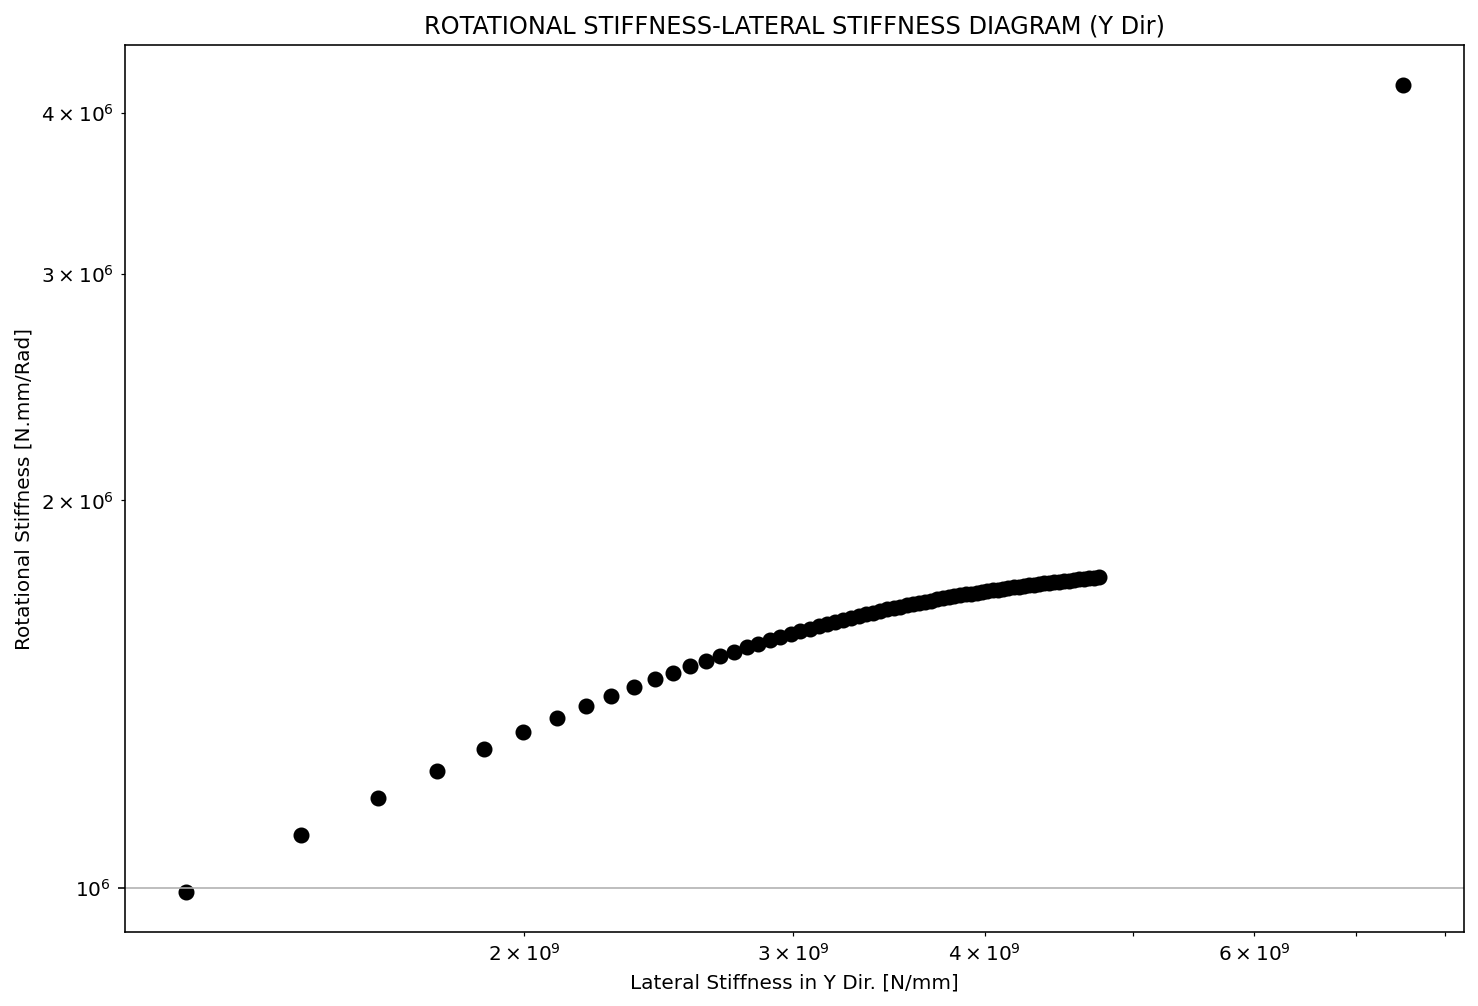 ROTATIONAL STIFFNESS-LATERAL STIFFNESS DIAGRAM (Y Dir)
Rotational Stiffness [N.mm/Rad]
4 × 10⁶
3 × 10⁶
2 × 10⁶
10⁶
2 × 10⁹ 3 × 10⁹ 4 × 10⁹ 6 × 10⁹
Lateral Stiffness in Y Dir. [N/mm]